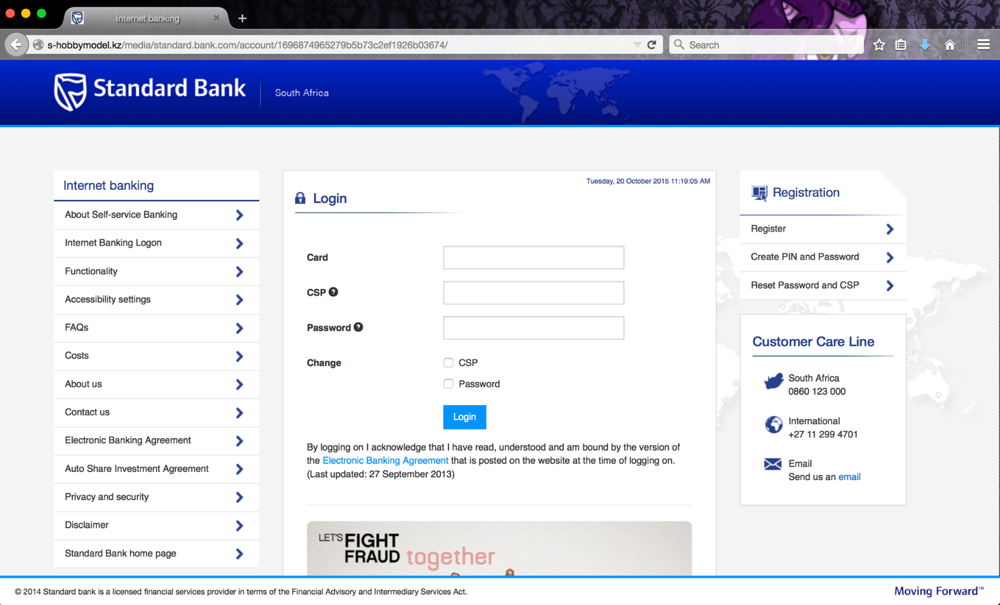 Internet banking
s-hobbymodel.kz/media/standard.bank.com/account/1696874965279b5b73c2ef1926b03674/
Search
Standard Bank
South Africa
Internet banking
About Self-service Banking
Internet Banking Logon
Functionality
Accessibility settings
FAQs
Costs
About us
Contact us
Electronic Banking Agreement
Auto Share Investment Agreement
Privacy and security
Disclaimer
Standard Bank home page
Tuesday, 20 October 2015 11:19:05 AM
Login
Card
CSP ?
Password ?
Change
CSP
Password
Login
By logging on I acknowledge that I have read, understood and am bound by the version of
the Electronic Banking Agreement that is posted on the website at the time of logging on.
(Last updated: 27 September 2013)
LET'S FIGHT
FRAUD together
Registration
Register
Create PIN and Password
Reset Password and CSP
Customer Care Line
South Africa
0860 123 000
International
+27 11 299 4701
Email
Send us an email
© 2014 Standard bank is a licensed financial services provider in terms of the Financial Advisory and Intermediary Services Act.
Moving Forward™